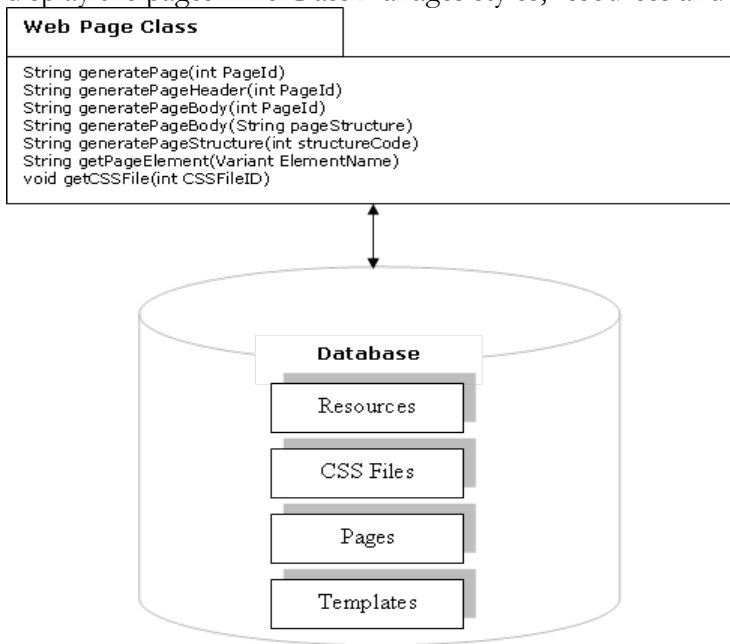 Web Page Class
String generatePage(int PageId)
String generatePageHeader(int PageId)
String generatePageBody(int PageId)
String generatePageBody(String pageStructure)
String generatePageStructure(int structureCode)
String getPageElement(Variant ElementName)
void getCSSFile(int CSSFileID)
Database
Resources
CSS Files
Pages
Templates